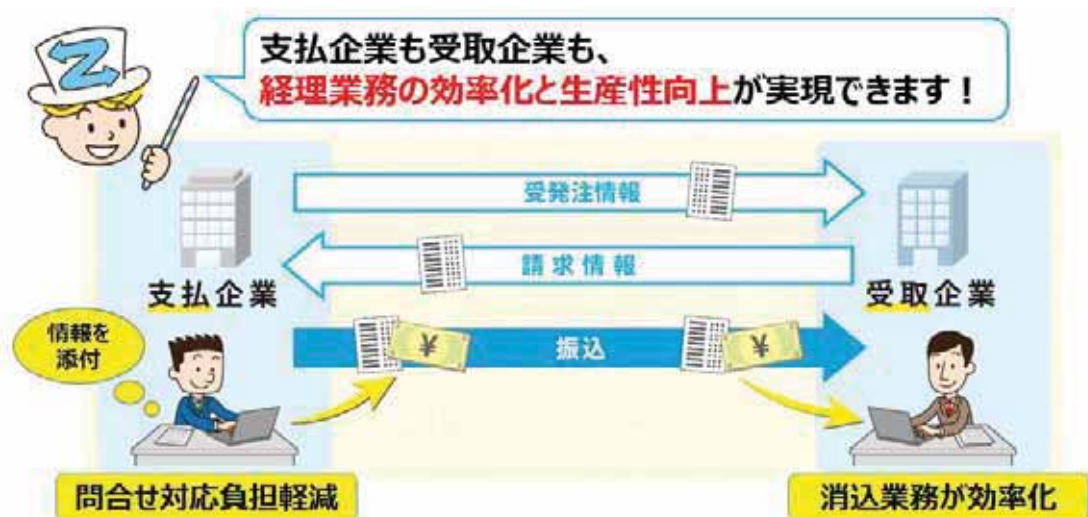 Z
支払企業も受取企業も、
経理業務の効率化と生産性向上が実現できます！
受発注情報
請求情報
支払企業
受取企業
情報を
添付
¥
振込
¥
問合せ対応負担軽減
消込業務が効率化